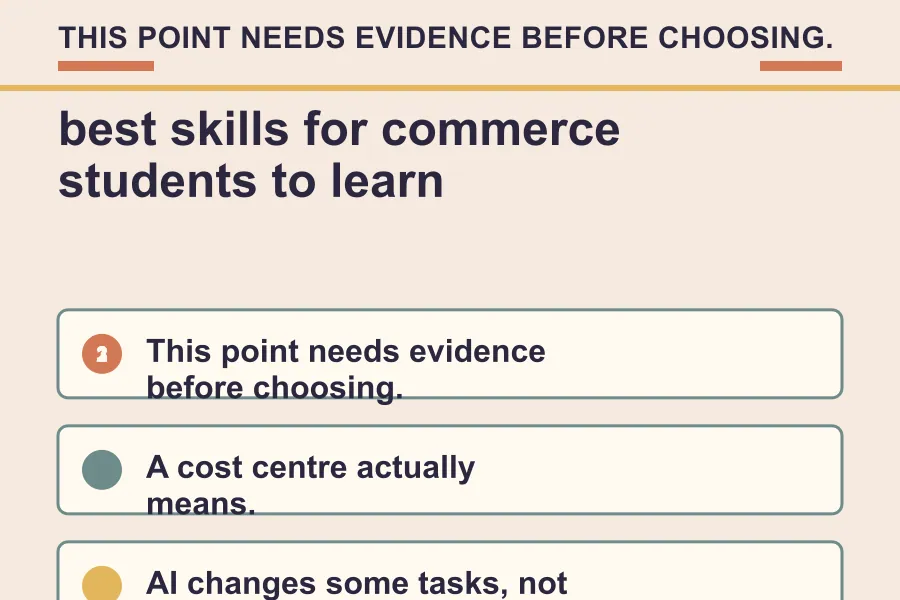 THIS POINT NEEDS EVIDENCE BEFORE CHOOSING.
best skills for commerce
students to learn
This point needs evidence
before choosing.
A cost centre actually
means.
AI changes some tasks, not